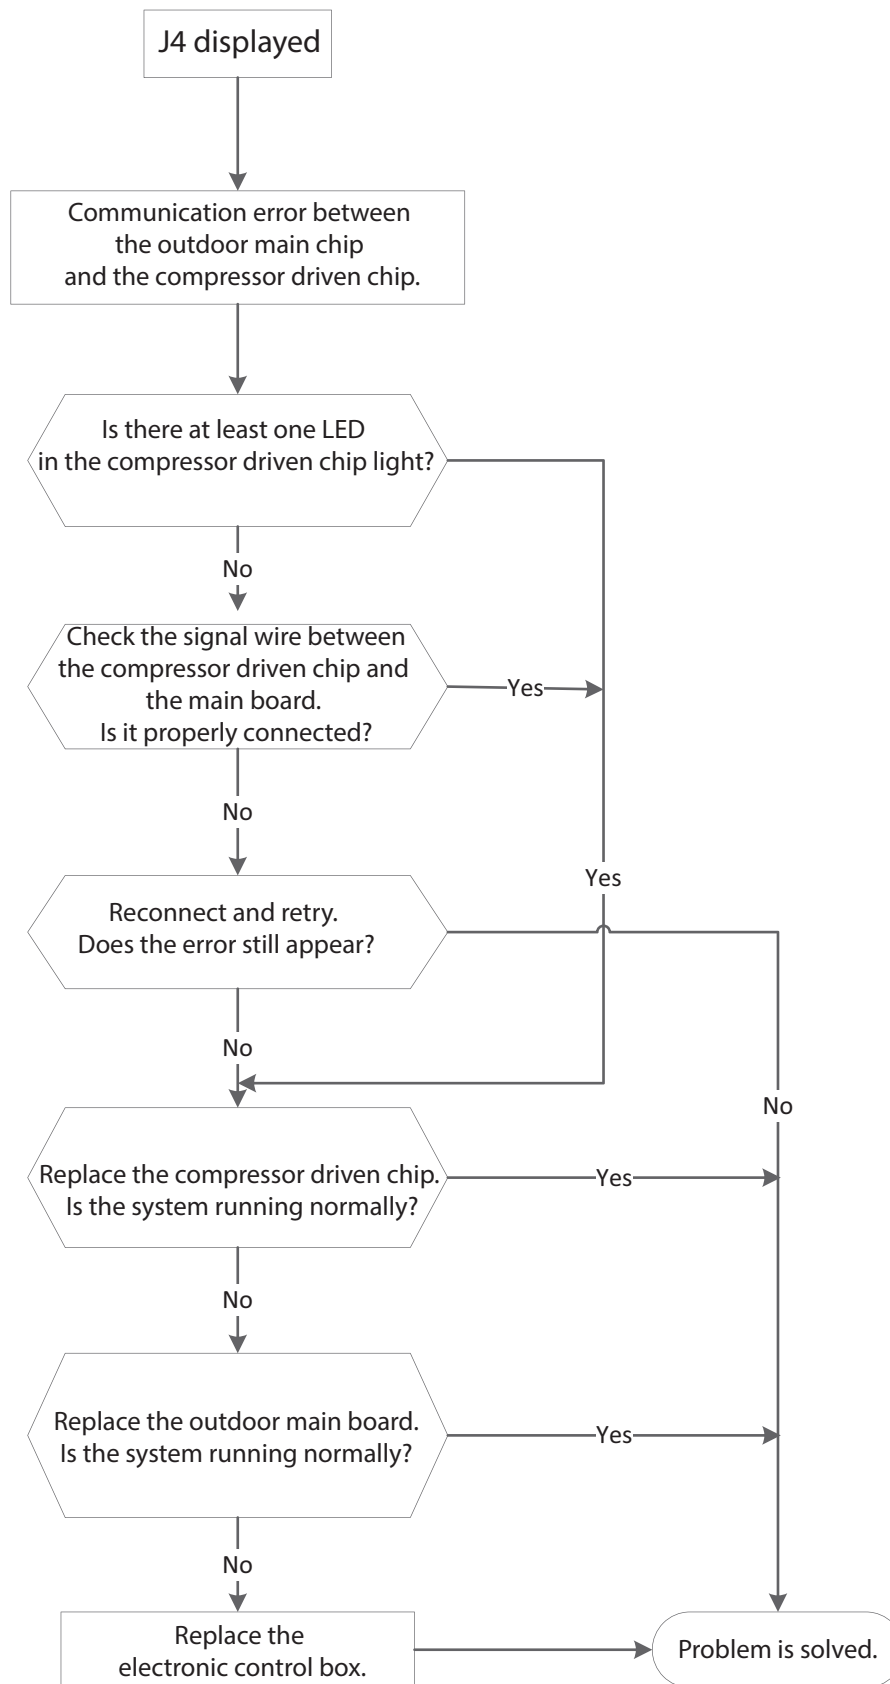 J4 displayed
Communication error between
the outdoor main chip
and the compressor driven chip.
Is there at least one LED
in the compressor driven chip light?
No
Check the signal wire between
the compressor driven chip and
the main board.
Is it properly connected?
Yes
No
Yes
Reconnect and retry.
Does the error still appear?
No
No
Replace the compressor driven chip.
Is the system running normally?
Yes
No
Replace the outdoor main board.
Is the system running normally?
Yes
No
Replace the
electronic control box.
Problem is solved.